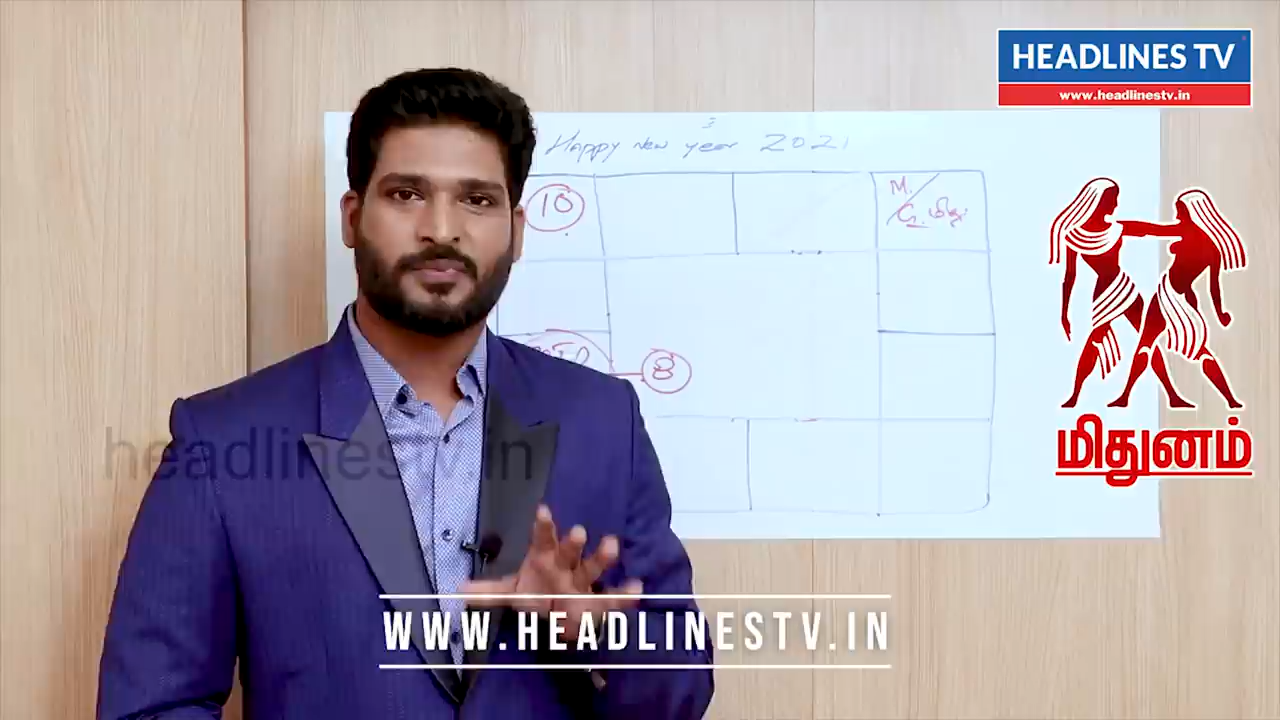 HEADLINES TV
www.headlinestv.in
Happy New year 2021
10
M.
8
மிதுனம்
headlinestv.in
WWW.HEADLINESTV.IN